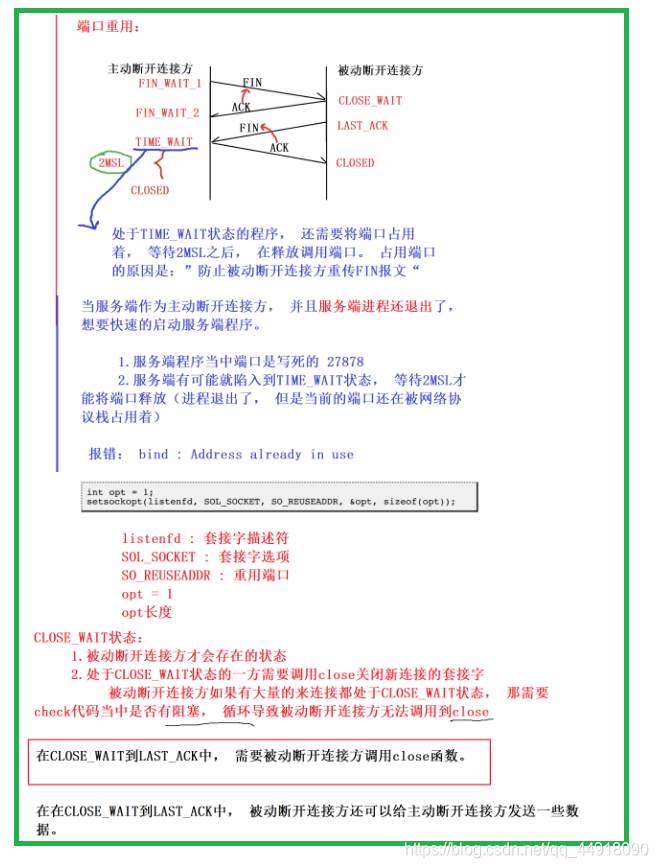 端口重用：
主动断开连接方 被动断开连接方
FIN_WAIT_1 FIN
ACK CLOSE_WAIT
FIN_WAIT_2
FIN LAST_ACK
TIME_WAIT ACK
2MSL CLOSED
CLOSED
处于TIME_WAIT状态的程序， 还需要将端口占用
着， 等待2MSL之后， 在释放调用端口。 占用端口
的原因是：”防止被动断开连接方重传FIN报文“
当服务端作为主动断开连接方， 并且服务端进程还退出了，
想要快速的启动服务端程序。
1.服务端程序当中端口是写死的 27878
2.服务端有可能就陷入到TIME_WAIT状态， 等待2MSL才
能将端口释放（进程退出了， 但是当前的端口还在被网络协
议栈占用着）
报错： bind : Address already in use
int opt = 1;
setsockopt(listenfd, SOL_SOCKET, SO_REUSEADDR, &opt, sizeof(opt));
listenfd : 套接字描述符
SOL_SOCKET : 套接字选项
SO_REUSEADDR : 重用端口
opt = 1
opt长度
CLOSE_WAIT状态：
1.被动断开连接方才会存在的状态
2.处于CLOSE_WAIT状态的一方需要调用close关闭新连接的套接字
被动断开连接方如果有大量的来连接都处于CLOSE_WAIT状态， 那需要
check代码当中是否有阻塞， 循环导致被动断开连接方无法调用到close
在CLOSE_WAIT到LAST_ACK中， 需要被动断开连接方调用close函数。
在在CLOSE_WAIT到LAST_ACK中， 被动断开连接方还可以给主动断开连接方发送一些数
据。
https://blog.csdn.net/qq_44918090